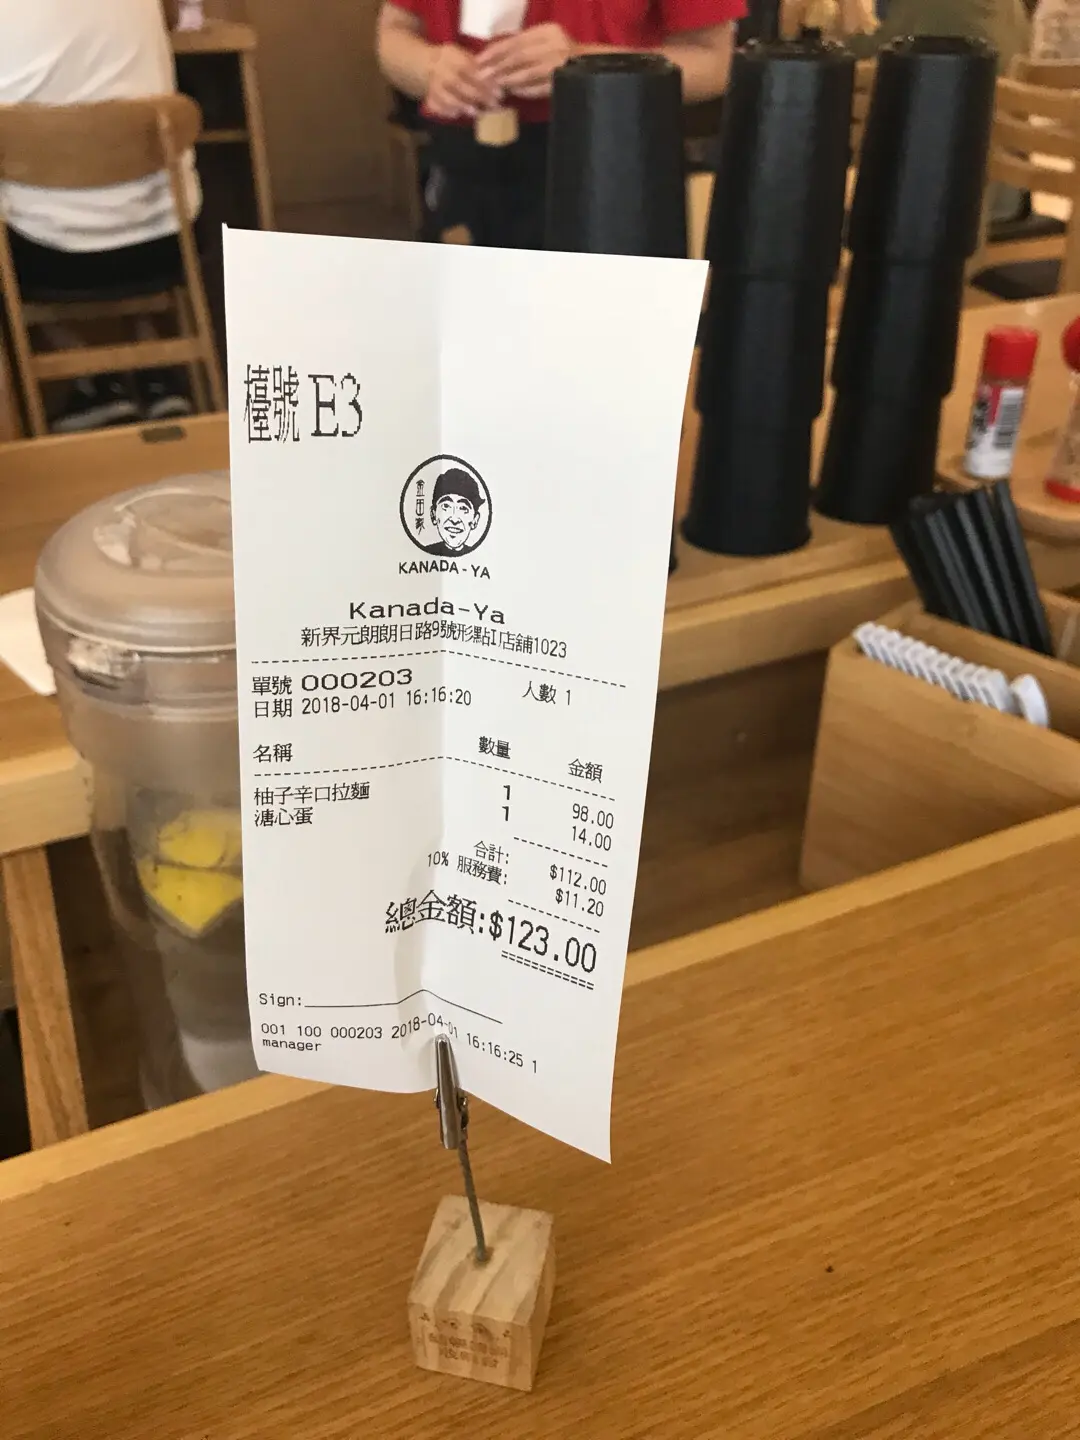 檯號 E3
金田家
KANADA-YA
Kanada-Ya
新界元朗朗日路9號形點I店舖1023
單號 000203 人數 1
日期 2018-04-01 16:16:20
名稱 數量 金額
柚子辛口拉麵 1 98.00
溏心蛋 1 14.00
合計: $112.00
10% 服務費: $11.20
總金額:$123.00
Sign:
001 100 000203 2018-04-01 16:16:25 1
manager